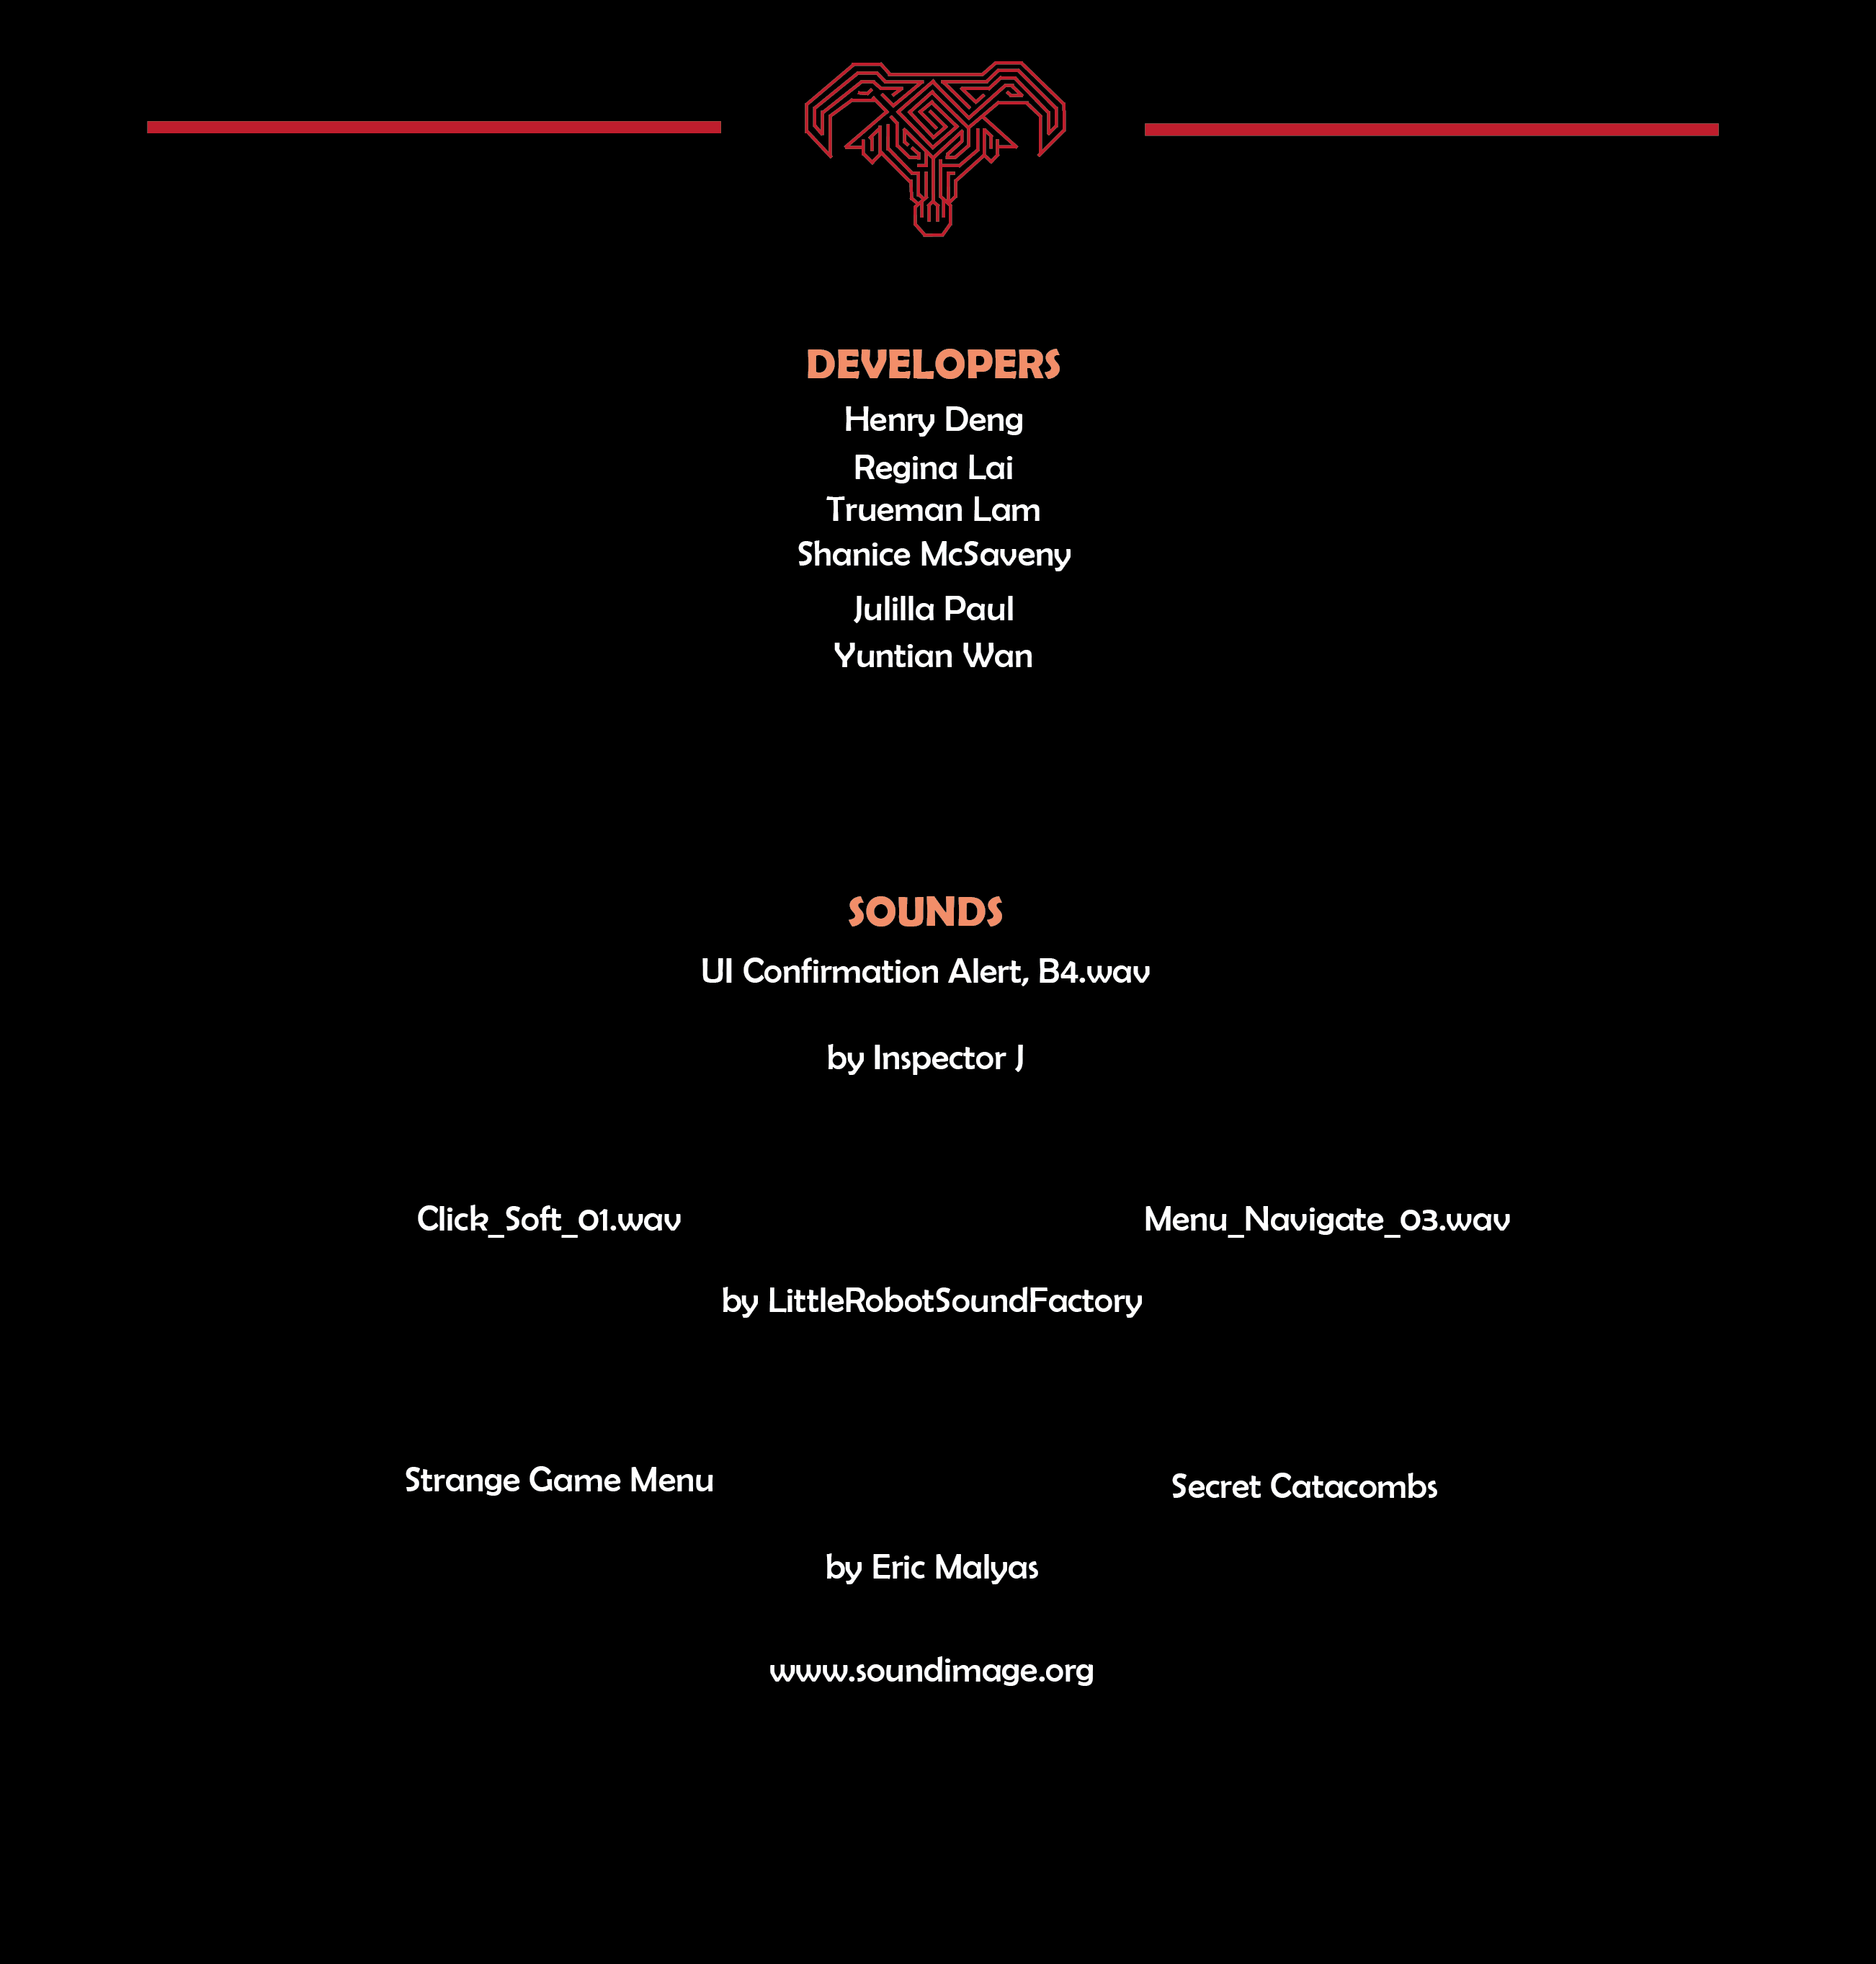 DEVELOPERS
Henry Deng
Regina Lai
Trueman Lam
Shanice McSaveny
Julilla Paul
Yuntian Wan
SOUNDS
UI Confirmation Alert, B4.wav
by Inspector J
Click_Soft_01.wav
Menu_Navigate_03.wav
by LittleRobotSoundFactory
Strange Game Menu
Secret Catacombs
by Eric Malyas
www.soundimage.org